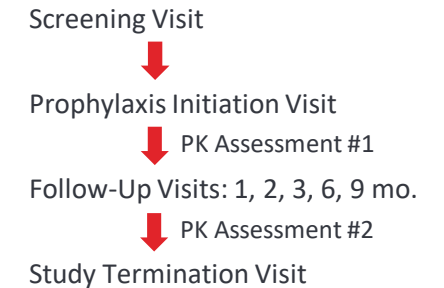 Screening Visit
Prophylaxis Initiation Visit
PK Assessment #1
Follow-Up Visits: 1, 2, 3, 6, 9 mo.
PK Assessment #2
Study Termination Visit